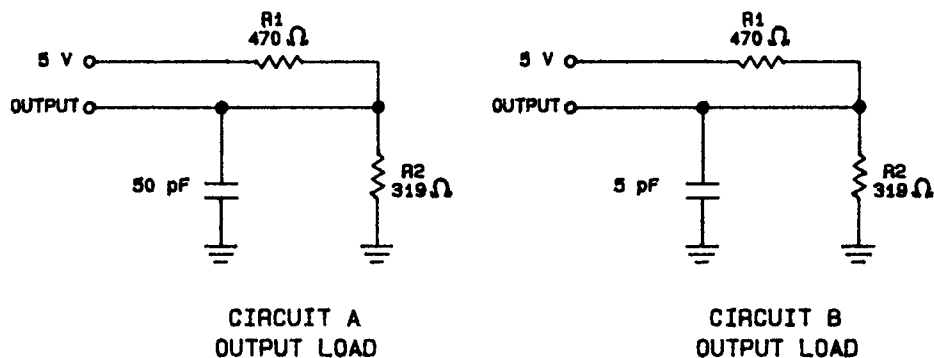 R1
470 Ω
5 V
OUTPUT
50 pF
R2
319 Ω
CIRCUIT A
OUTPUT LOAD
R1
470 Ω
5 V
OUTPUT
5 pF
R2
319 Ω
CIRCUIT B
OUTPUT LOAD